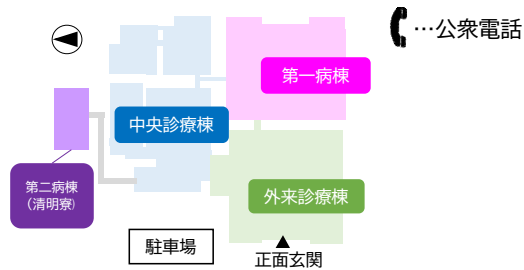 …公衆電話
第一病棟
中央診療棟
第二病棟
（清明寮）
外来診療棟
駐車場
正面玄関